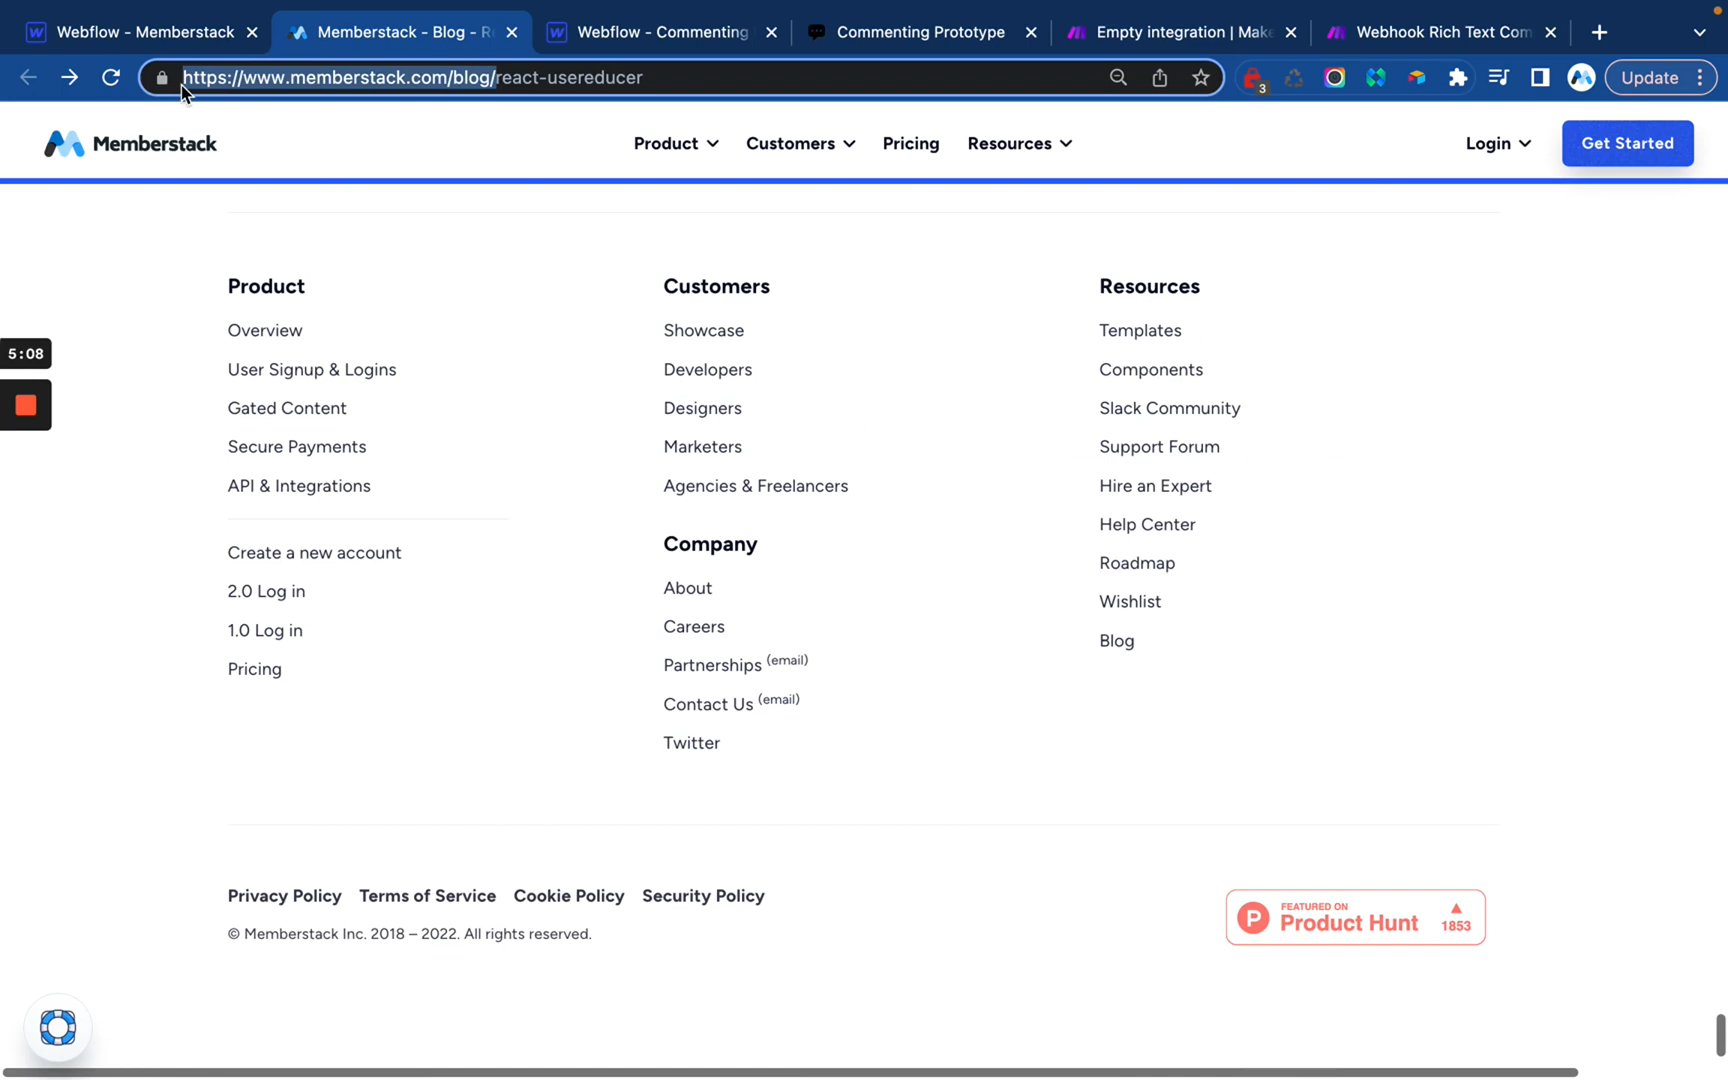 Webflow - Memberstack
Memberstack - Blog - R
Webflow - Commenting
Commenting Prototype
Empty integration | Make
Webhook Rich Text Com
https://www.memberstack.com/blog/react-usereducer
3
Update
Memberstack
Product
Customers
Pricing
Resources
Login
Get Started
5:08
Product
Overview
User Signup & Logins
Gated Content
Secure Payments
API & Integrations
Create a new account
2.0 Log in
1.0 Log in
Pricing
Customers
Showcase
Developers
Designers
Marketers
Agencies & Freelancers
Company
About
Careers
Partnerships (email)
Contact Us (email)
Twitter
Resources
Templates
Components
Slack Community
Support Forum
Hire an Expert
Help Center
Roadmap
Wishlist
Blog
Privacy Policy Terms of Service Cookie Policy Security Policy
© Memberstack Inc. 2018 – 2022. All rights reserved.
P
FEATURED ON
Product Hunt
1853